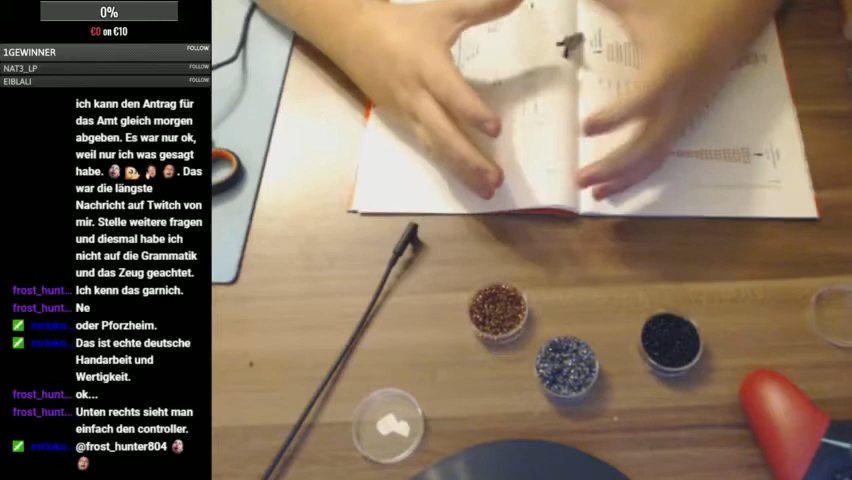 0%
€0 on €10
1GEWINNER
FOLLOW
NAT3_LP
FOLLOW
EIBLALI
FOLLOW
ich kann den Antrag für
das Amt gleich morgen
abgeben. Es war nur ok,
weil nur ich was gesagt
habe. . Das
war die längste
Nachricht auf Twitch von
mir. Stelle weitere fragen
und diesmal habe ich
nicht auf die Grammatik
und das Zeug geachtet.
frost_hunt... Ich kenn das garnich.
frost_hunt... Ne
oder Pforzheim.
Das ist echte deutsche
Handarbeit und
Wertigkeit.
frost_hunt... ok...
frost_hunt... Unten rechts sieht man
einfach den controller.
@frost_hunter804